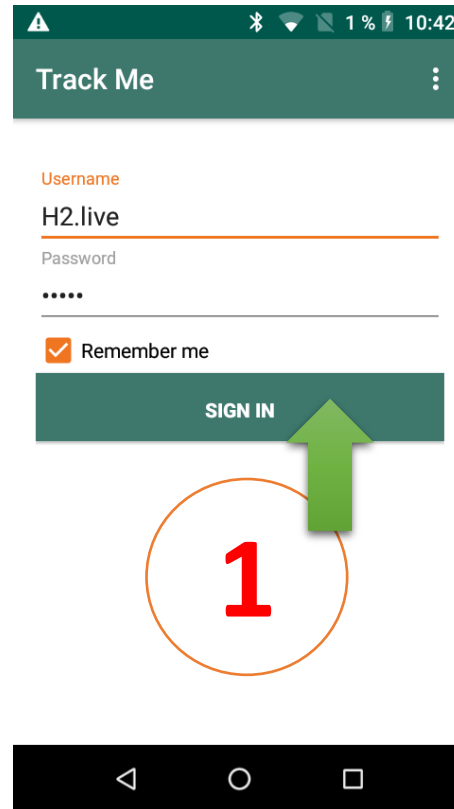 1 % 10:42
Track Me
Username
H2.live
Password
•••••
Remember me
SIGN IN
1